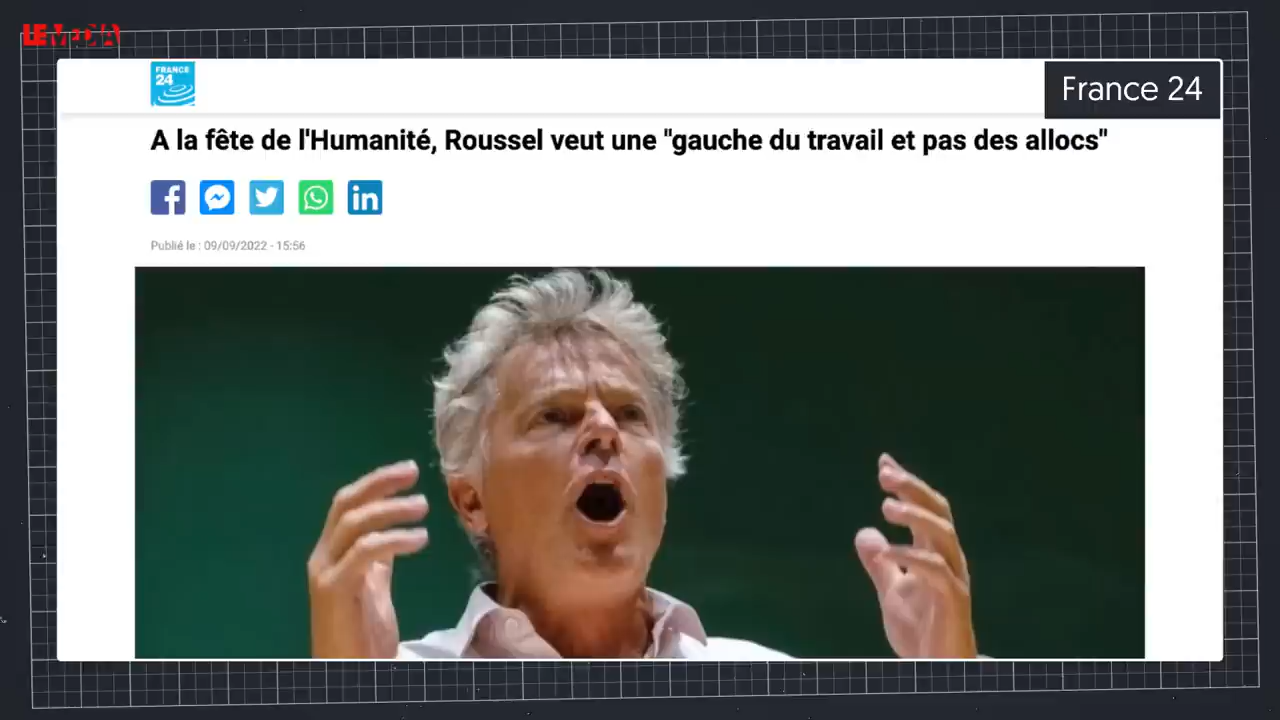 LE MEDIA
FRANCE
24
France 24
A la fête de l'Humanité, Roussel veut une "gauche du travail et pas des allocs"
Publié le : 09/09/2022 - 15:56